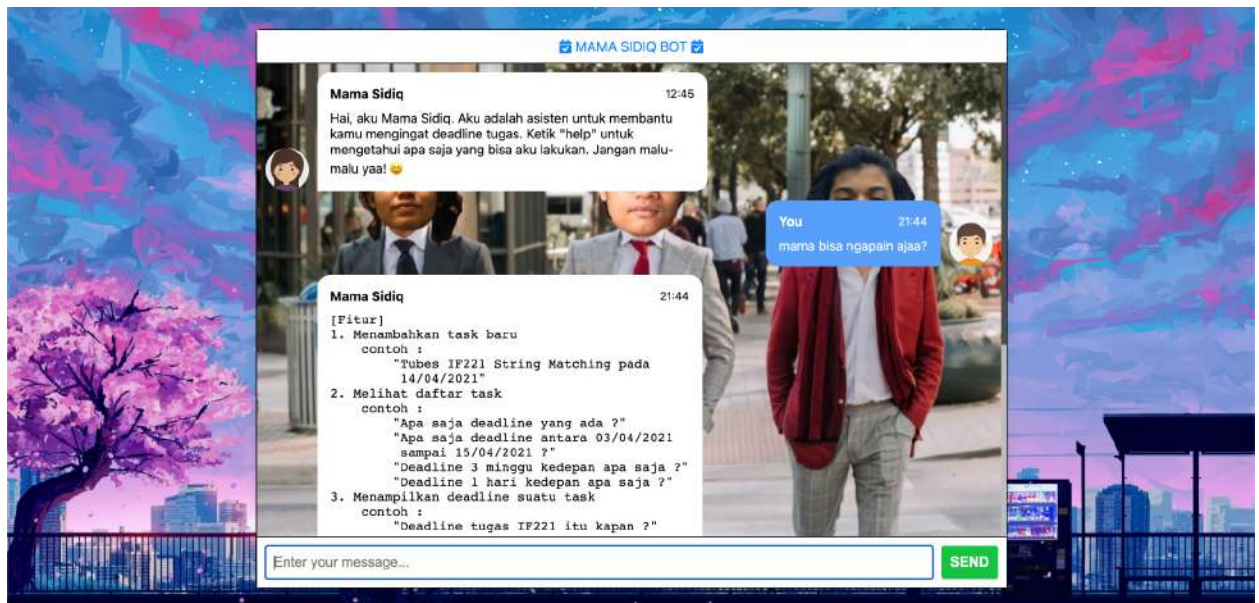 MAMA SIDIQ BOT
Mama Sidiq 12:45
Hai, aku Mama Sidiq. Aku adalah asisten untuk membantu
kamu mengingat deadline tugas. Ketik "help" untuk
mengetahui apa saja yang bisa aku lakukan. Jangan malu-
malu yaa! 😄
You 21:44
mama bisa ngapain ajaa?
Mama Sidiq 21:44
[Fitur]
1. Menambahkan task baru
contoh :
"Tubes IF221 String Matching pada
14/04/2021"
2. Melihat daftar task
contoh :
"Apa saja deadline yang ada ?"
"Apa saja deadline antara 03/04/2021
sampai 15/04/2021 ?"
"Deadline 3 minggu kedepan apa saja ?"
"Deadline 1 hari kedepan apa saja ?"
3. Menampilkan deadline suatu task
contoh :
"Deadline tugas IF221 itu kapan ?"
Enter your message...
SEND